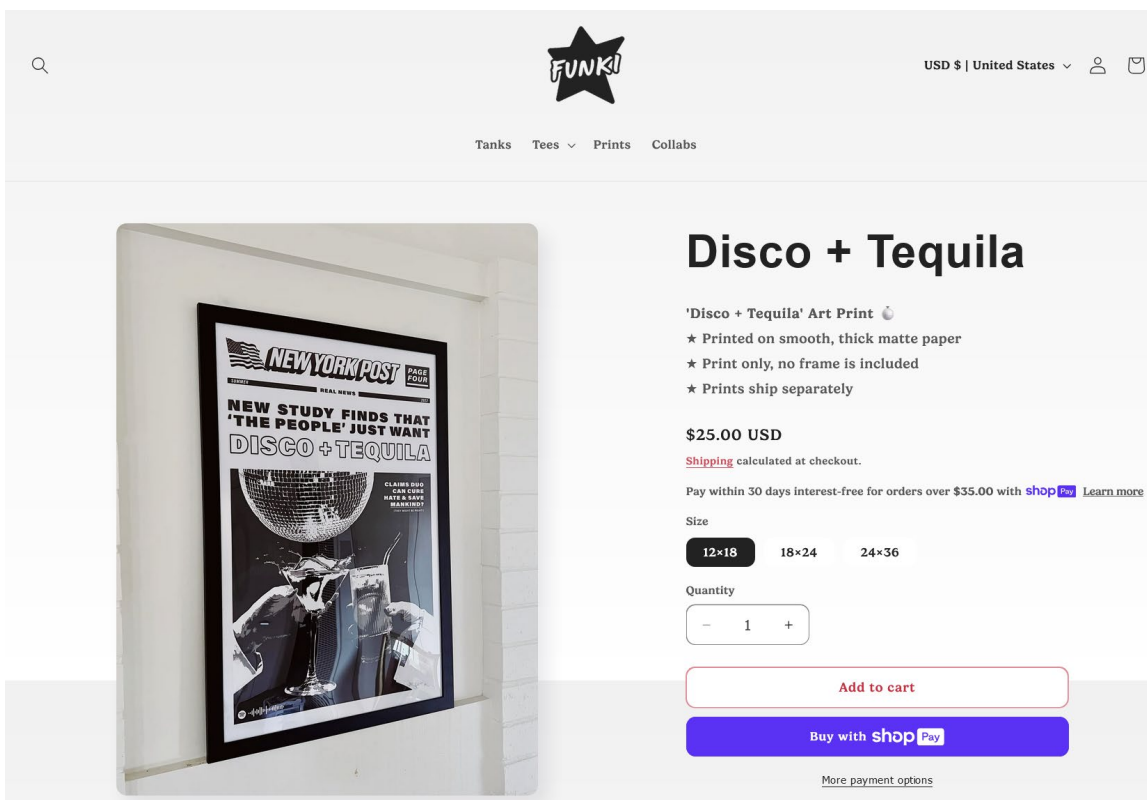 FUNKI
USD $ | United States
Tanks
Tees
Prints
Collabs
NEW YORK POST
PAGE
FOUR
SUMMER
REAL NEWS
NEW STUDY FINDS THAT
'THE PEOPLE' JUST WANT
DISCO + TEQUILA
CLAIMS DUO
CAN CURE
HATE & SAVE
MANKIND?
Disco + Tequila
'Disco + Tequila' Art Print
★ Printed on smooth, thick matte paper
★ Print only, no frame is included
★ Prints ship separately
$25.00 USD
Shipping calculated at checkout.
Pay within 30 days interest-free for orders over $35.00 with shop Pay Learn more
Size
12×18
18×24
24×36
Quantity
− 1 +
Add to cart
Buy with shop Pay
More payment options